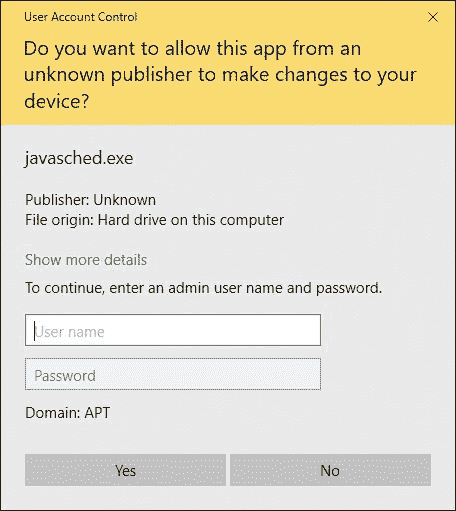 User Account Control
Do you want to allow this app from an
unknown publisher to make changes to your
device?
javasched.exe
Publisher: Unknown
File origin: Hard drive on this computer
Show more details
To continue, enter an admin user name and password.
User name
Password
Domain: APT
Yes
No